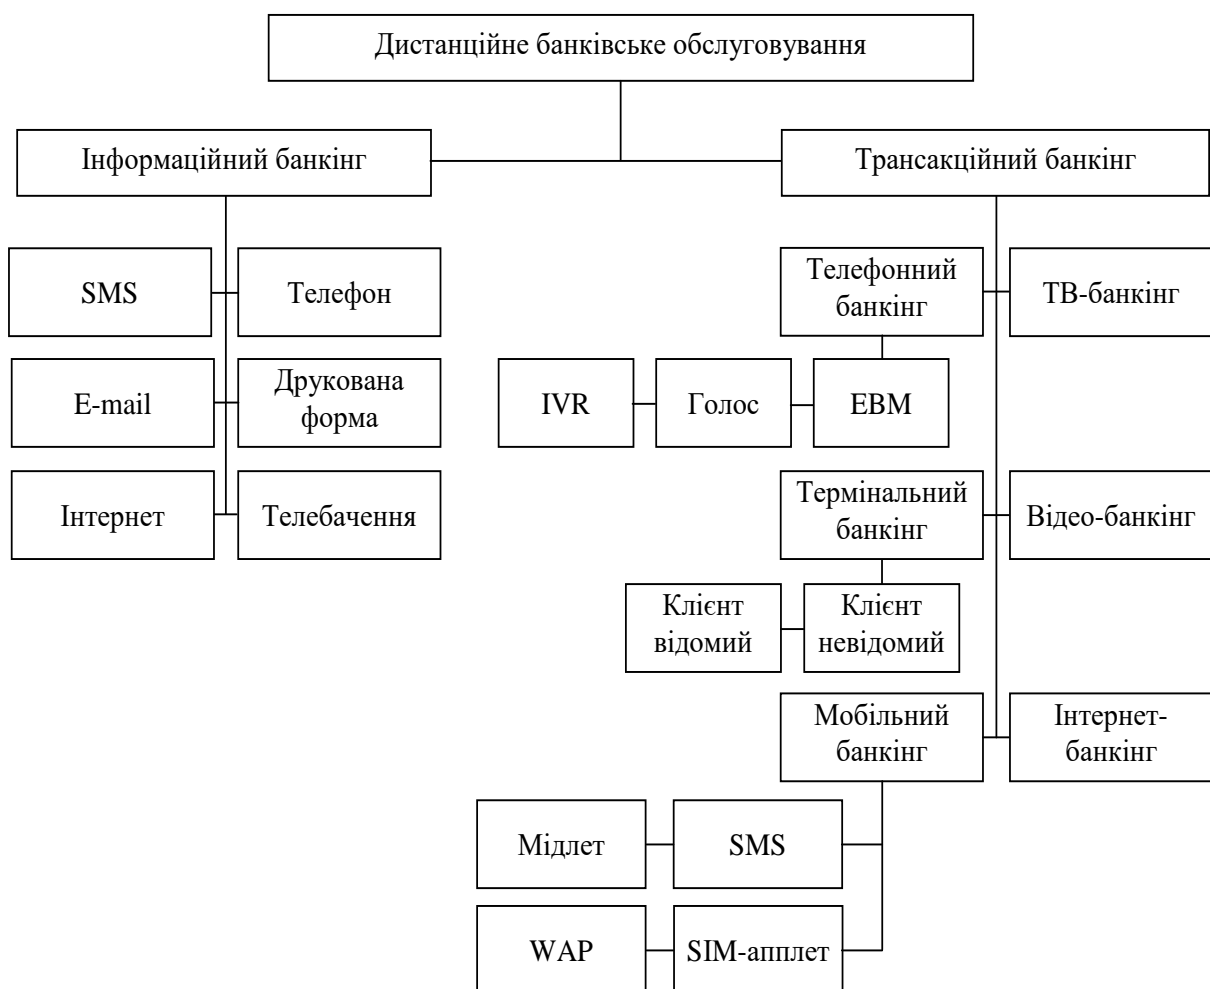 Дистанційне банківське обслуговування
Інформаційний банкінг
Трансакційний банкінг
SMS
Телефон
Телефонний
банкінг
ТВ-банкінг
E-mail
Друкована
форма
IVR
Голос
ЕВМ
Інтернет
Телебачення
Термінальний
банкінг
Відео-банкінг
Клієнт
відомий
Клієнт
невідомий
Мобільний
банкінг
Інтернет-
банкінг
Мідлет
SMS
WAP
SIM-апплет